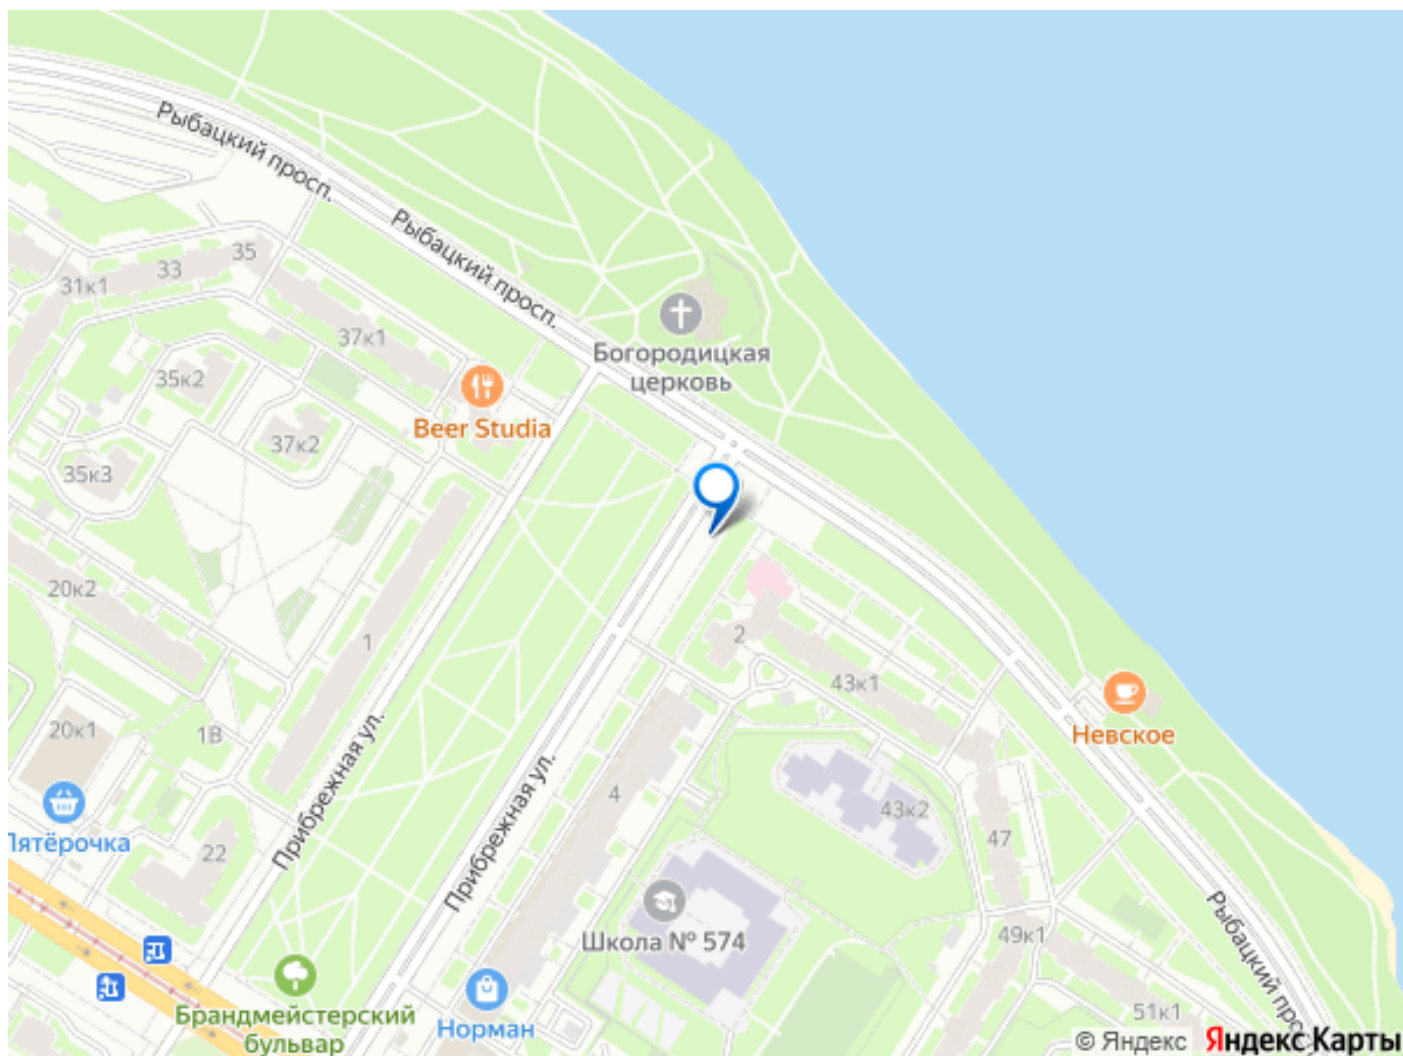 Рыбацкий просп.
Рыбацкий просп.
35
33
31к1
37к1
Богородицкая
церковь
35к2
Beer Studia
37к2
35к3
20к2
2
1
43к1
Невское
1В
20к1
Прибрежная ул.
Прибрежная ул.
4
43к2
Пятёрочка
47
22
Рыбацкий прос
49к1
Школа № 574
Брандмейстерский
бульвар
Норман
51к1
© Яндекс Яндекс Карты